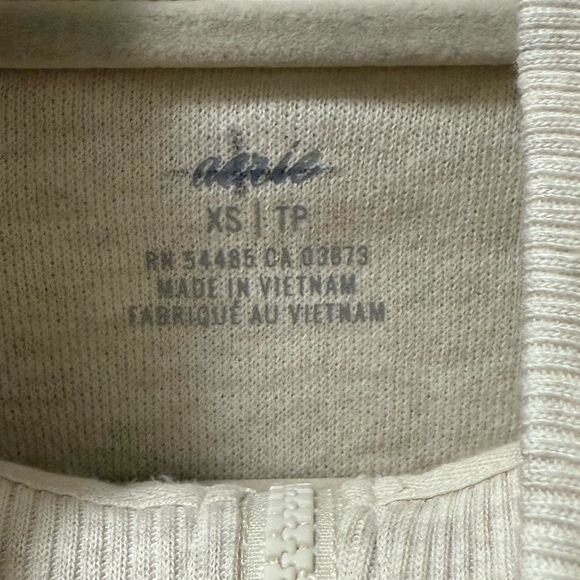 aerie
XS | TP
RN 54485 CA 03673
MADE IN VIETNAM
FABRIQUÉ AU VIETNAM